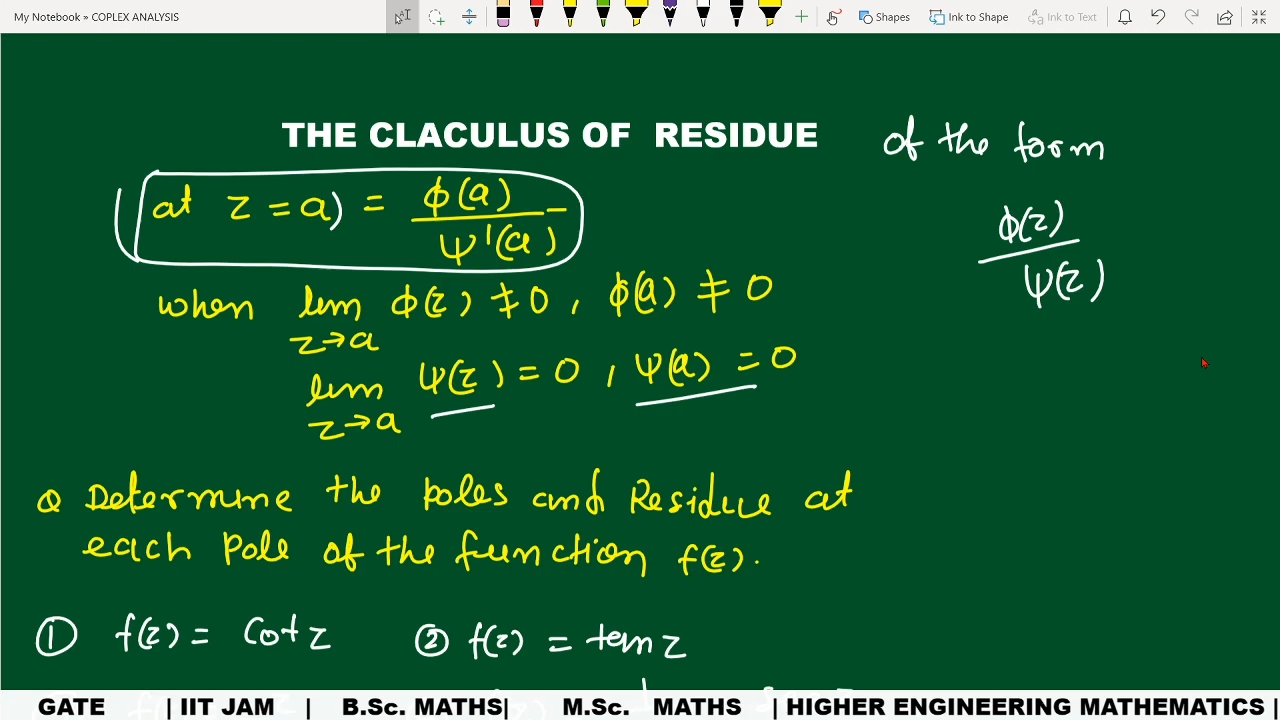 My Notebook » COPLEX ANALYSIS
Shapes
Ink to Shape
Ink to Text
THE CLACULUS OF RESIDUE of the form
(at z = a) = ϕ(a) / ψ'(a)
ϕ(z) / ψ(z)
when lim z→a ϕ(z) ≠ 0, ϕ(a) ≠ 0
lim z→a ψ(z) = 0, ψ(a) = 0
Q Determine the poles and Residue at
each pole of the function f(z).
① f(z) = Cot z ② f(z) = tan z
GATE | IIT JAM | B.Sc. MATHS| M.Sc. MATHS | HIGHER ENGINEERING MATHEMATICS |